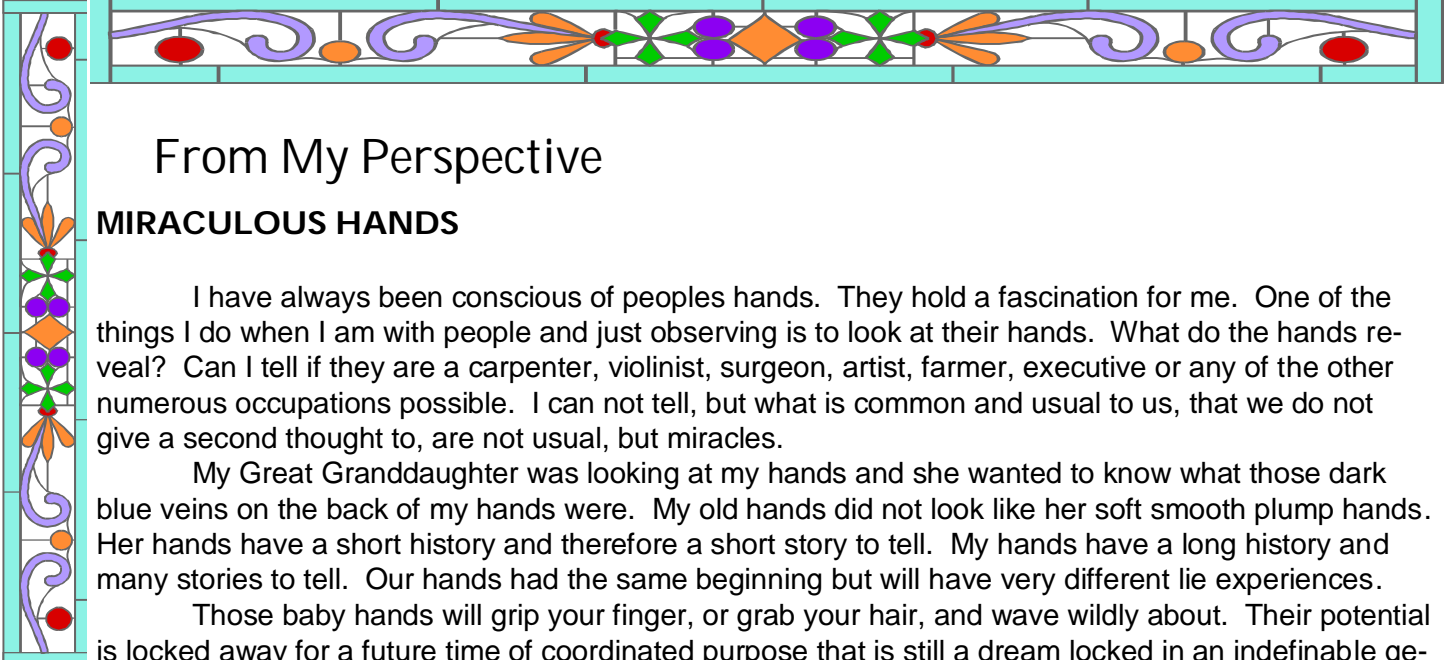 From My Perspective
MIRACULOUS HANDS
I have always been conscious of peoples hands. They hold a fascination for me. One of the
things I do when I am with people and just observing is to look at their hands. What do the hands re-
veal? Can I tell if they are a carpenter, violinist, surgeon, artist, farmer, executive or any of the other
numerous occupations possible. I can not tell, but what is common and usual to us, that we do not
give a second thought to, are not usual, but miracles.
My Great Granddaughter was looking at my hands and she wanted to know what those dark
blue veins on the back of my hands were. My old hands did not look like her soft smooth plump hands.
Her hands have a short history and therefore a short story to tell. My hands have a long history and
many stories to tell. Our hands had the same beginning but will have very different lie experiences.
Those baby hands will grip your finger, or grab your hair, and wave wildly about. Their potential
is locked away for a future time of coordinated purpose that is still a dream locked in an indefinable ge-